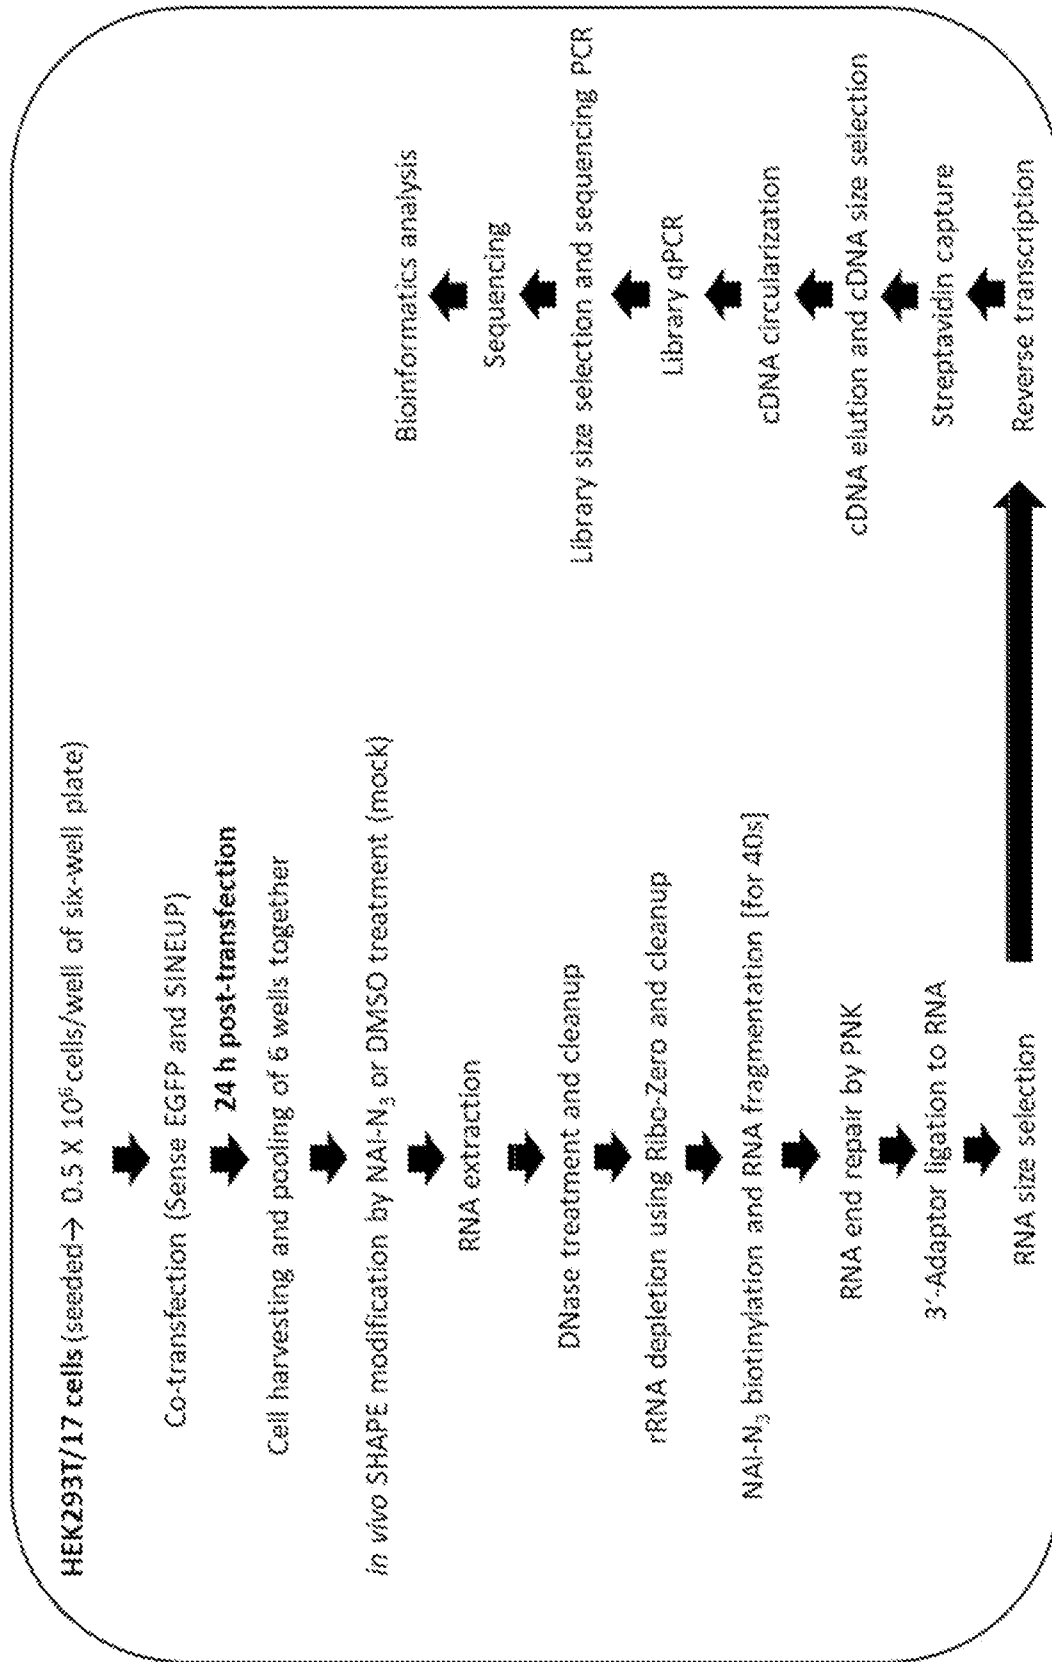 HEK293T/17 cells (seeded→ 0.5 X 10⁶ cells/well of six-well plate)
Co-transfection (Sense EGFP and SINEUP)
24 h post-transfection
Cell harvesting and pooling of 6 wells together
in vivo SHAPE modification by NAI-N₃ or DMSO treatment (mock)
RNA extraction
DNase treatment and cleanup
rRNA depletion using Ribo-Zero and cleanup
NAI-N₃ biotinylation and RNA fragmentation [for 40s]
RNA end repair by PNK
3′-Adaptor ligation to RNA
RNA size selection
Reverse transcription
Streptavidin capture
cDNA elution and cDNA size selection
cDNA circularization
Library qPCR
Library size selection and sequencing PCR
Sequencing
Bioinformatics analysis